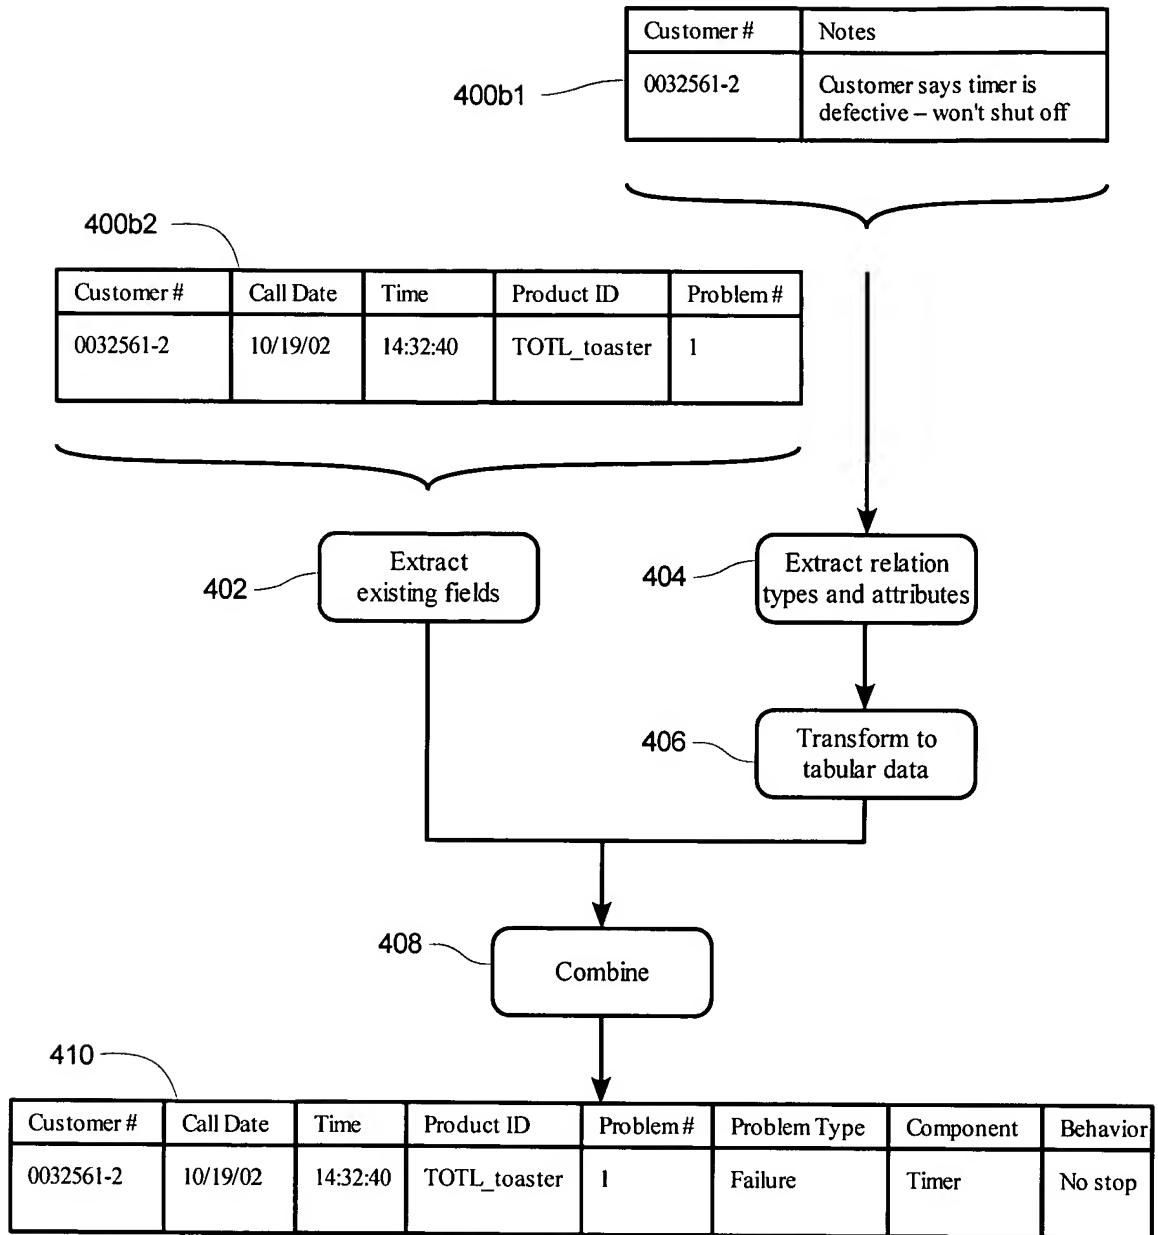 Customer # Notes
400b1
0032561-2 Customer says timer is
defective – won't shut off
400b2
Customer # Call Date Time Product ID Problem #
0032561-2 10/19/02 14:32:40 TOTL_toaster 1
402
Extract
existing fields
404
Extract relation
types and attributes
406
Transform to
tabular data
408
Combine
410
Customer # Call Date Time Product ID Problem # Problem Type Component Behavior
0032561-2 10/19/02 14:32:40 TOTL_toaster 1 Failure Timer No stop